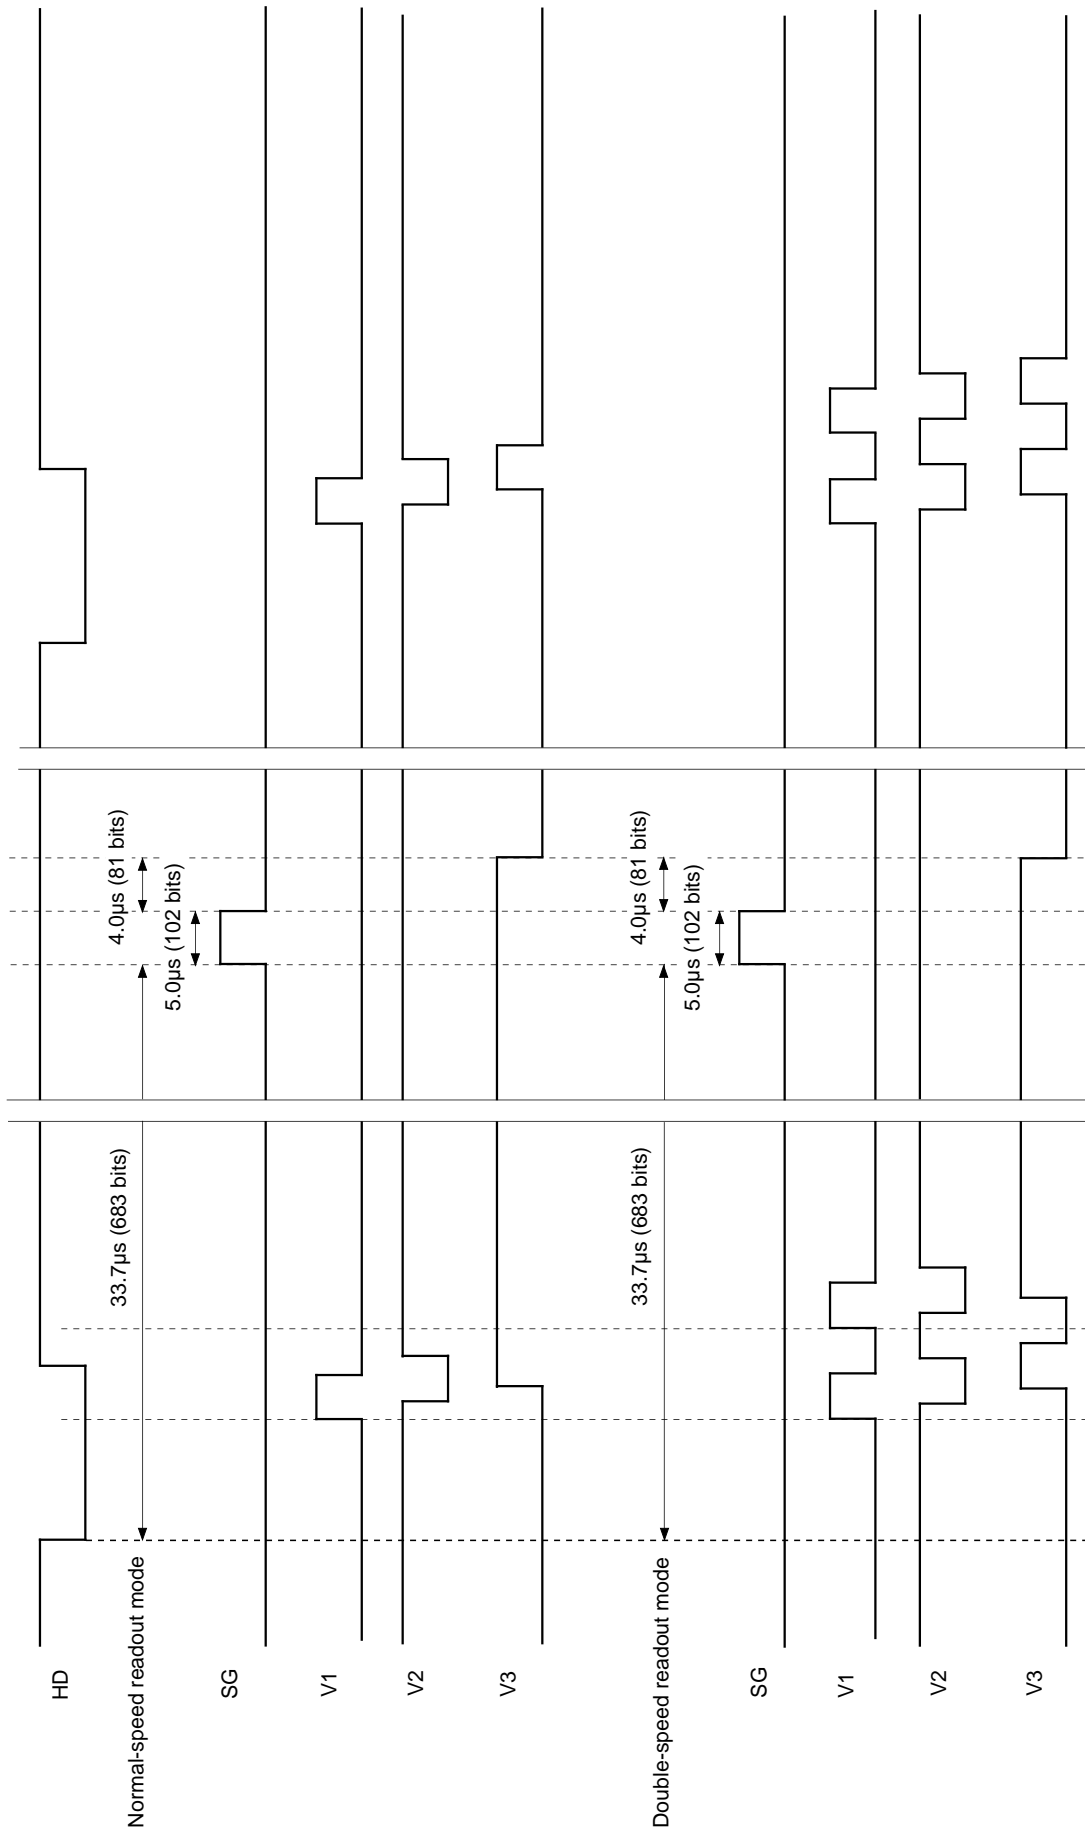 HD
Normal-speed readout mode
33.7µs (683 bits)
4.0µs (81 bits)
5.0µs (102 bits)
SG
V1
V2
V3
Double-speed readout mode
33.7µs (683 bits)
4.0µs (81 bits)
5.0µs (102 bits)
SG
V1
V2
V3